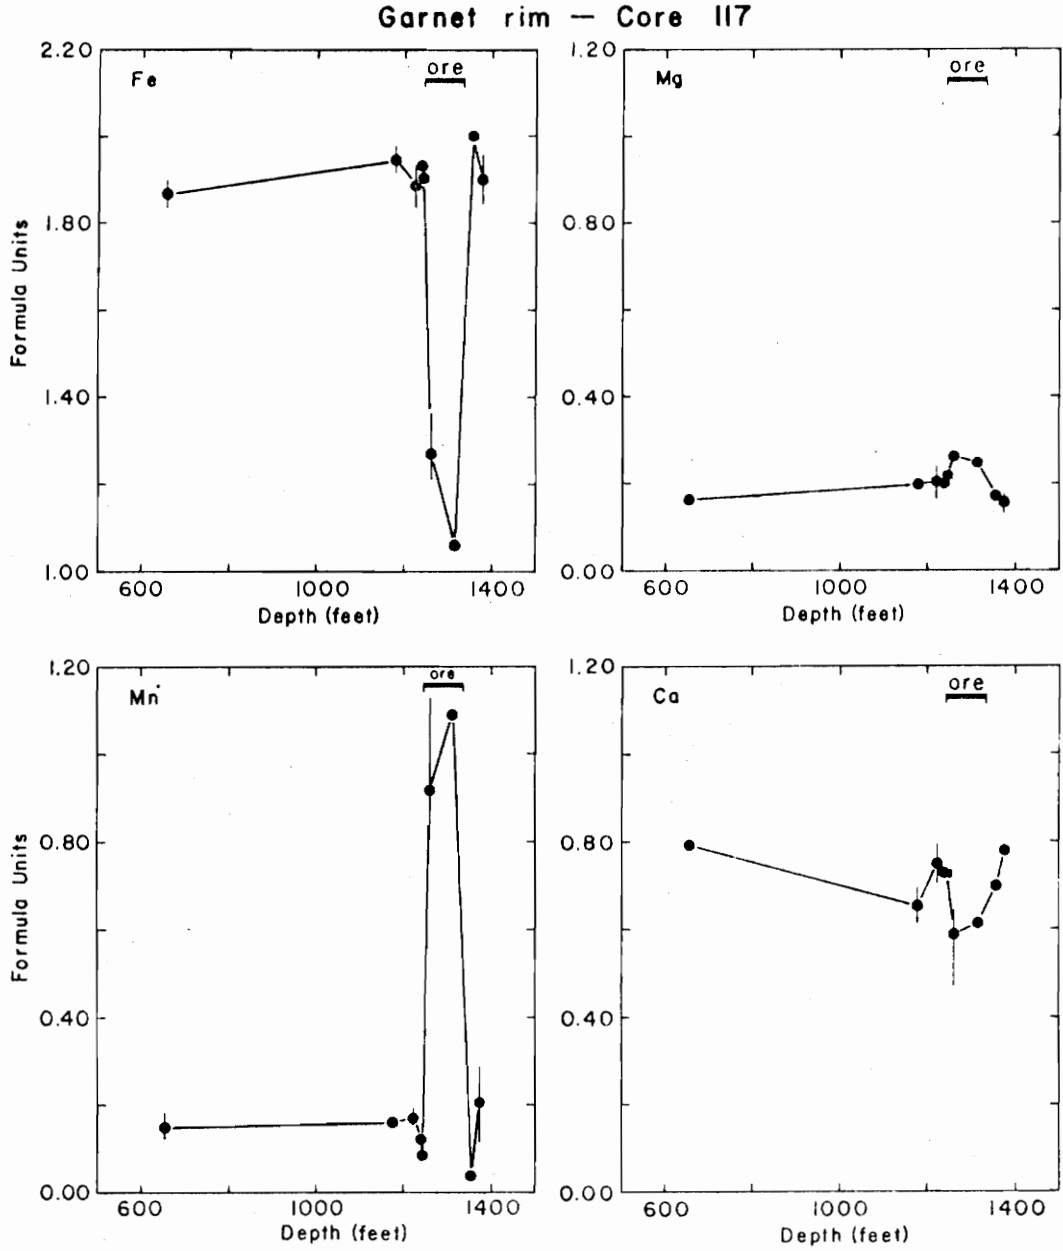 Garnet rim — Core 117
2.20
Fe
ore
1.80
1.40
1.00
600 1000 1400
Depth (feet)
Formula Units
1.20
Mg
ore
0.80
0.40
0.00
600 1000 1400
Depth (feet)
1.20
Mn
ore
0.80
0.40
0.00
600 1000 1400
Depth (feet)
Formula Units
1.20
Ca
ore
0.80
0.40
0.00
600 1000 1400
Depth (feet)